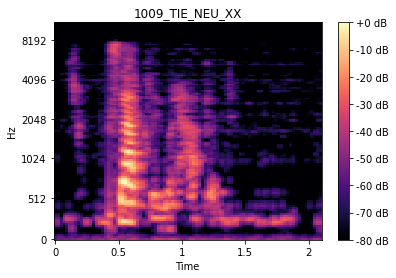 1009_TIE_NEU_XX
8192
4096
2048
1024
512
0
Hz
0
0.5
1
1.5
2
Time
+0 dB
-10 dB
-20 dB
-30 dB
-40 dB
-50 dB
-60 dB
-70 dB
-80 dB